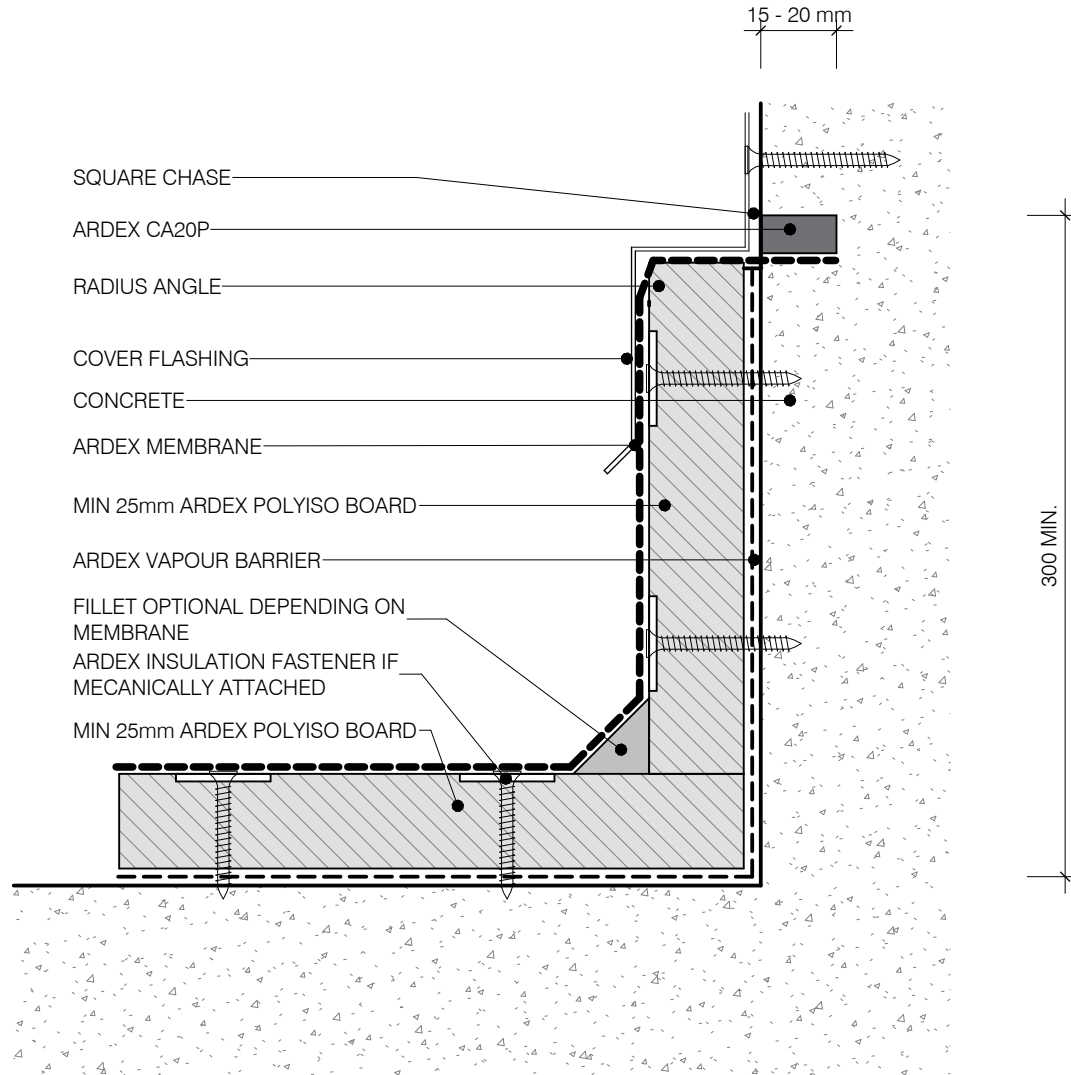 15 - 20 mm
SQUARE CHASE
ARDEX CA20P
RADIUS ANGLE
COVER FLASHING
CONCRETE
ARDEX MEMBRANE
MIN 25mm ARDEX POLYISO BOARD
ARDEX VAPOUR BARRIER
FILLET OPTIONAL DEPENDING ON
MEMBRANE
ARDEX INSULATION FASTENER IF
MECANICALLY ATTACHED
MIN 25mm ARDEX POLYISO BOARD
300 MIN.